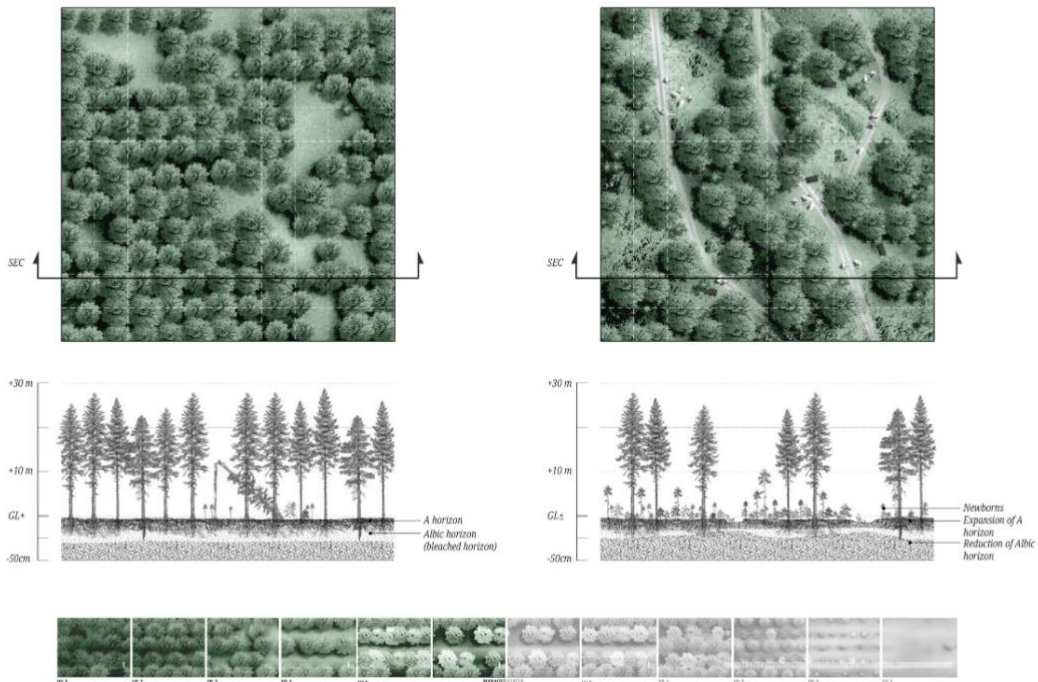 SEC
SEC
+30 m
+10 m
GL±
-50cm
A horizon
Albic horizon
(bleached horizon)
+30 m
+10 m
GL±
-50cm
Newborns
Expansion of A
horizon
Reduction of Albic
horizon